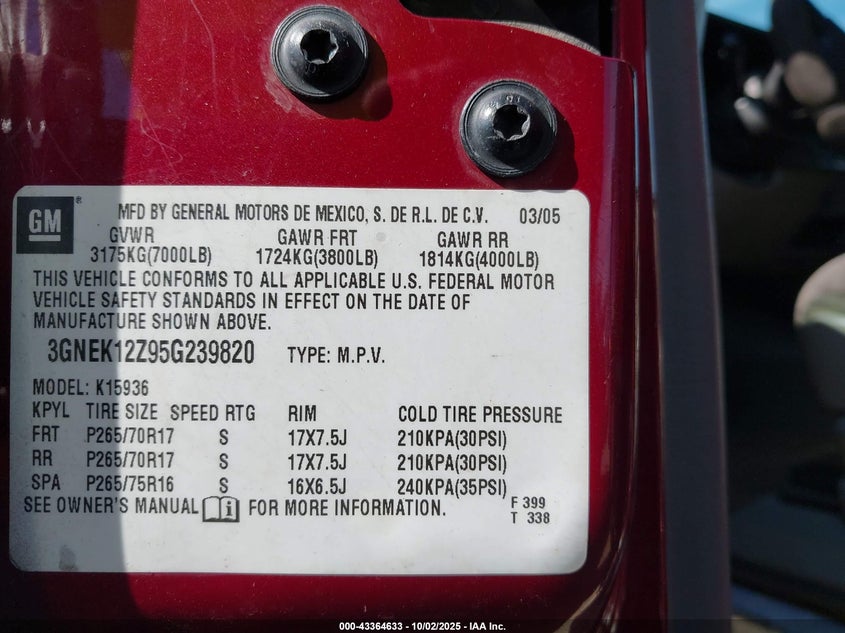 GM®
MFD BY GENERAL MOTORS DE MEXICO, S. DE R.L. DE C.V. 03/05
GVWR GAWR FRT GAWR RR
3175KG(7000LB) 1724KG(3800LB) 1814KG(4000LB)
THIS VEHICLE CONFORMS TO ALL APPLICABLE U.S. FEDERAL MOTOR
VEHICLE SAFETY STANDARDS IN EFFECT ON THE DATE OF
MANUFACTURE SHOWN ABOVE.
3GNEK12Z95G239820 TYPE: M.P.V.
MODEL: K15936
KPYL TIRE SIZE SPEED RTG RIM COLD TIRE PRESSURE
FRT P265/70R17 S 17X7.5J 210KPA(30PSI)
RR P265/70R17 S 17X7.5J 210KPA(30PSI)
SPA P265/75R16 S 16X6.5J 240KPA(35PSI)
SEE OWNER'S MANUAL i FOR MORE INFORMATION. F 399
T 338
000-43364633 - 10/02/2025 - IAA Inc.